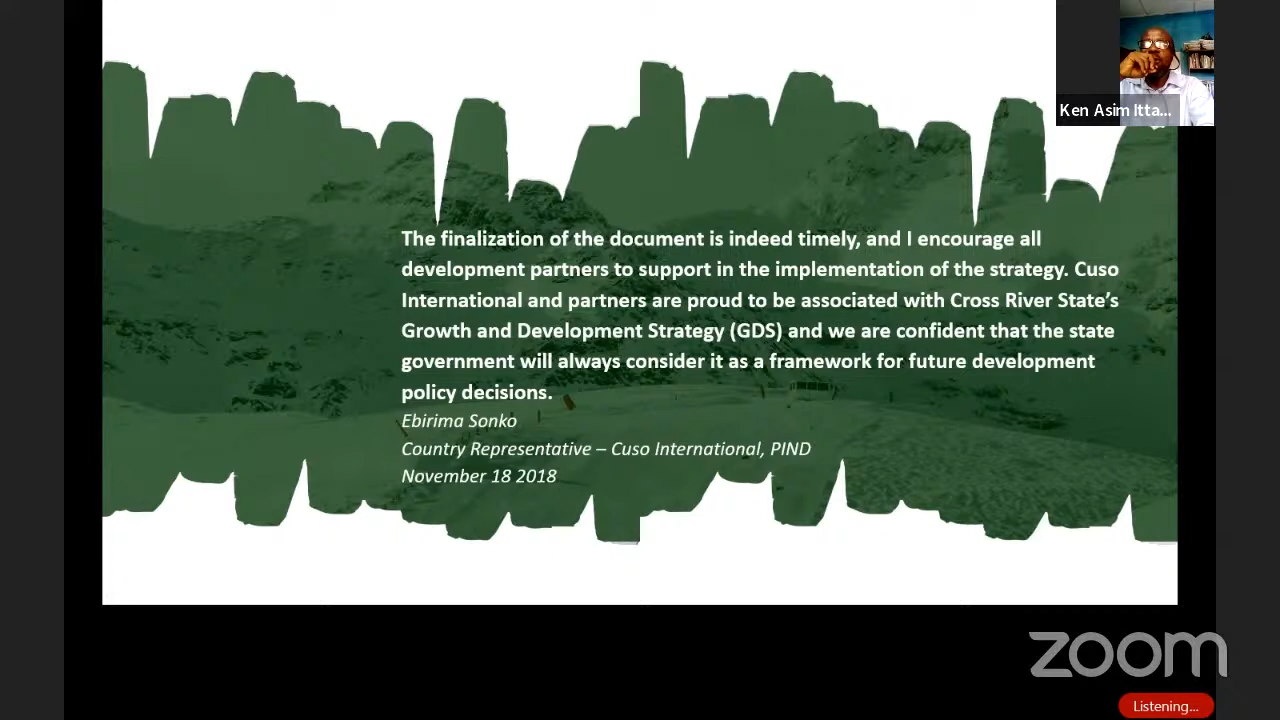 Ken Asim Itta...
The finalization of the document is indeed timely, and I encourage all
development partners to support in the implementation of the strategy. Cuso
International and partners are proud to be associated with Cross River State’s
Growth and Development Strategy (GDS) and we are confident that the state
government will always consider it as a framework for future development
policy decisions.
Ebirima Sonko
Country Representative – Cuso International, PIND
November 18 2018
zoom
Listening...